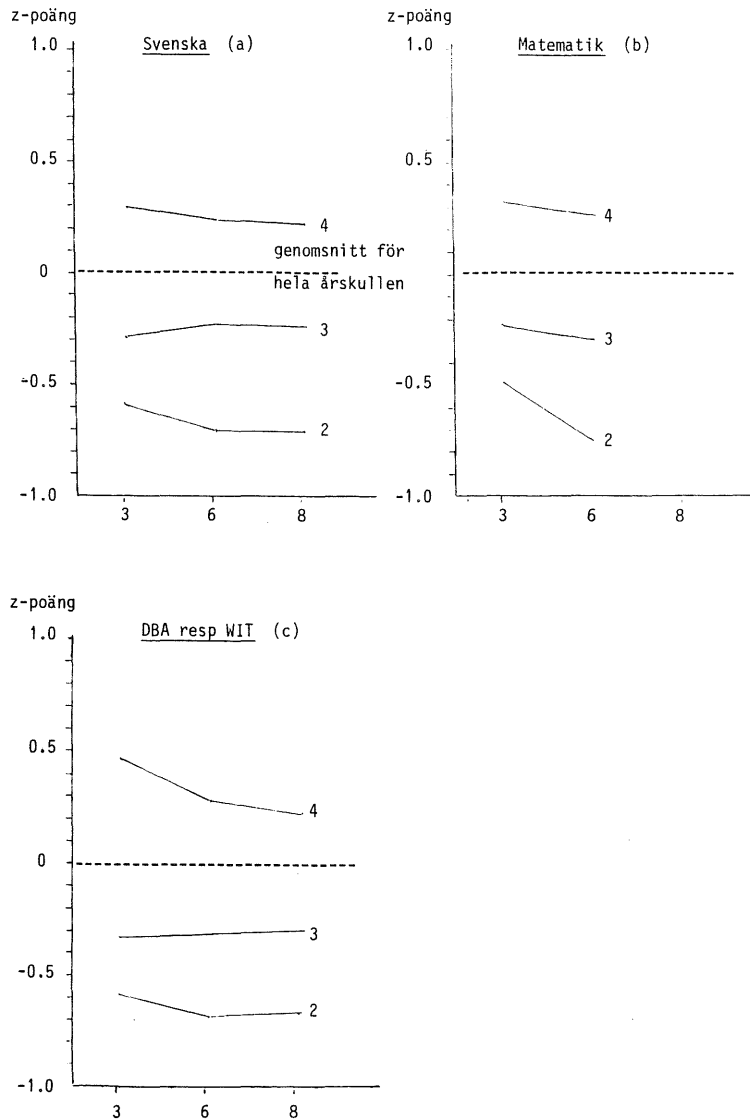 z-poäng
Svenska (a)
1.0
0.5
0
-0.5
-1.0
4
genomsnitt för
hela årskullen
3
2
3 6 8
z-poäng
Matematik (b)
1.0
0.5
0
-0.5
-1.0
4
3
2
3 6 8
z-poäng
DBA resp WIT (c)
1.0
0.5
0
-0.5
-1.0
4
3
2
3 6 8